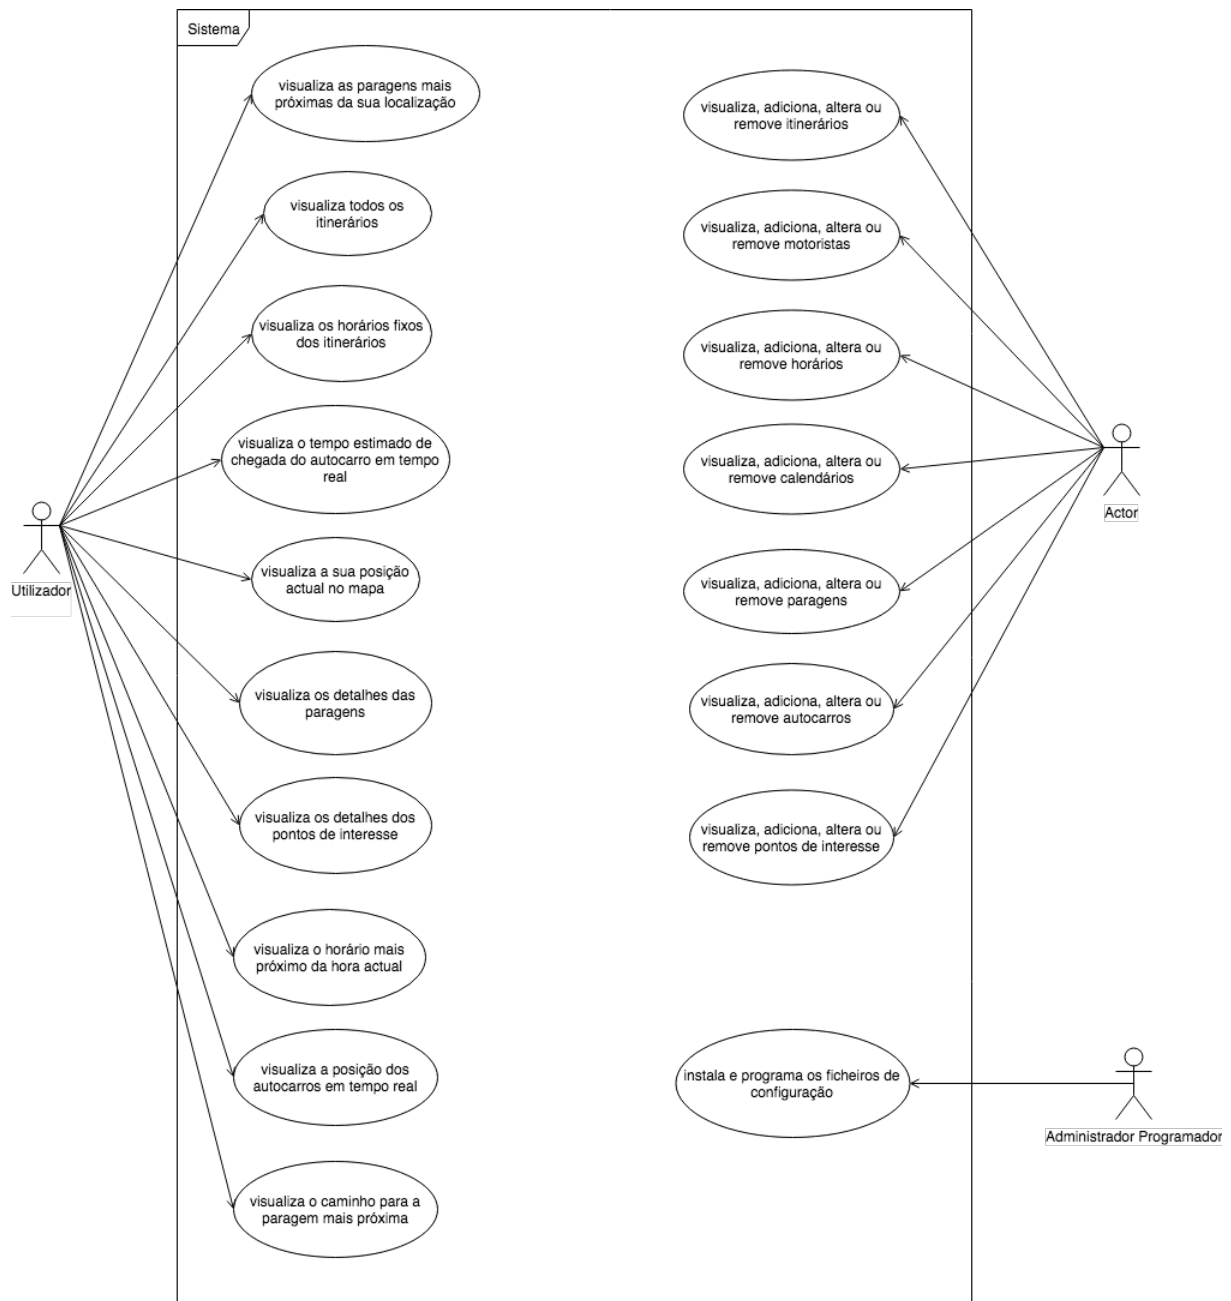 Sistema
visualiza as paragens mais
próximas da sua localização
visualiza todos os
itinerários
visualiza os horários fixos
dos itinerários
visualiza o tempo estimado de
chegada do autocarro em tempo
real
visualiza a sua posição
actual no mapa
visualiza os detalhes das
paragens
visualiza os detalhes dos
pontos de interesse
visualiza o horário mais
próximo da hora actual
visualiza a posição dos
autocarros em tempo real
visualiza o caminho para a
paragem mais próxima
Utilizador
visualiza, adiciona, altera ou
remove itinerários
visualiza, adiciona, altera ou
remove motoristas
visualiza, adiciona, altera ou
remove horários
visualiza, adiciona, altera ou
remove calendários
visualiza, adiciona, altera ou
remove paragens
visualiza, adiciona, altera ou
remove autocarros
visualiza, adiciona, altera ou
remove pontos de interesse
Actor
instala e programa os ficheiros de
configuração
Administrador Programador